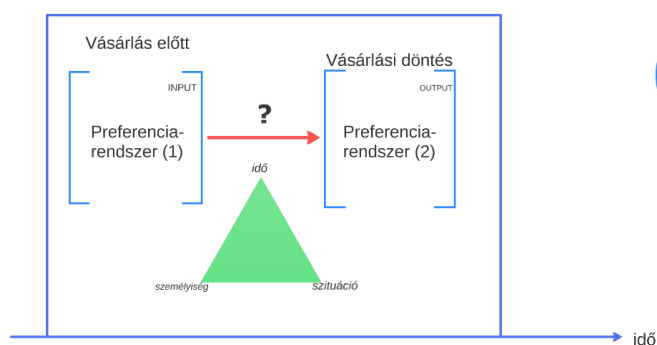 Vásárlás előtt
Vásárlási döntés
INPUT
OUTPUT
?
Preferencia-
rendszer (1)
Preferencia-
rendszer (2)
idő
személyiség
szituáció
idő